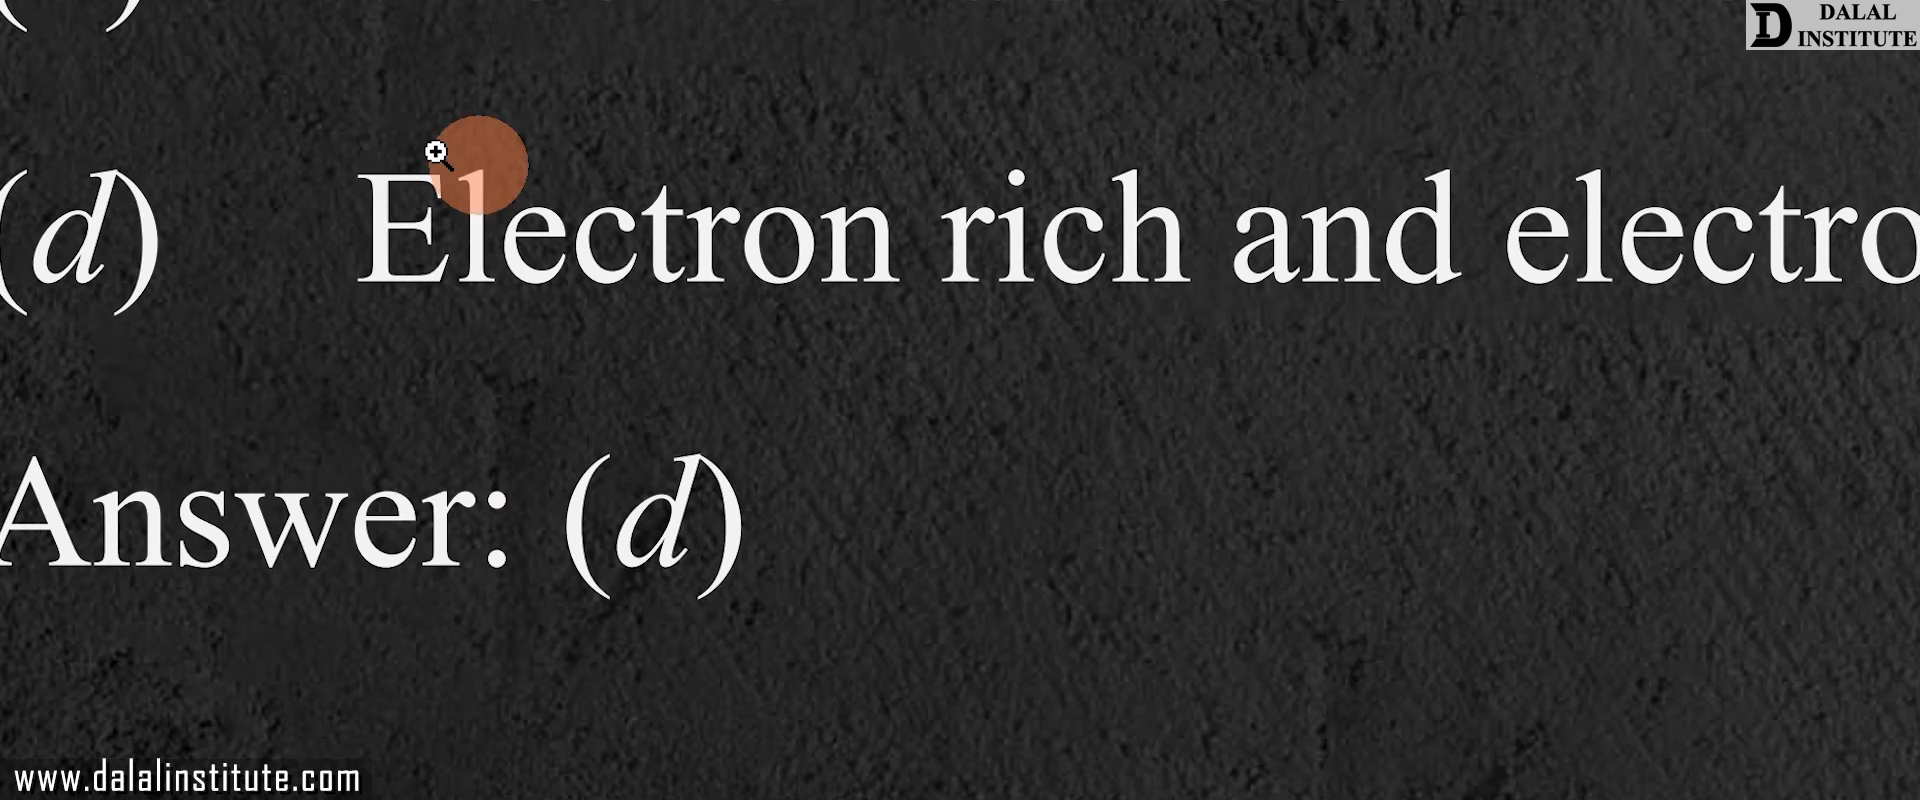 DALAL
INSTITUTE
(d) Electron rich and electro
Answer: (d)
www.dalalinstitute.com